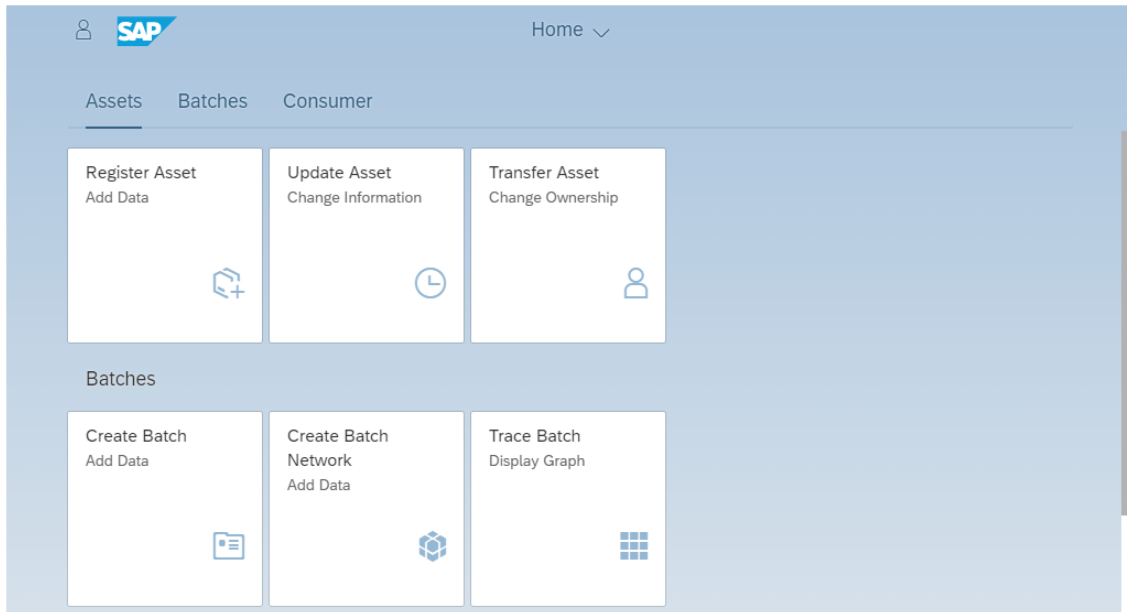 SAP
Home
Assets Batches Consumer
Register Asset
Add Data
Update Asset
Change Information
Transfer Asset
Change Ownership
Batches
Create Batch
Add Data
Create Batch
Network
Add Data
Trace Batch
Display Graph